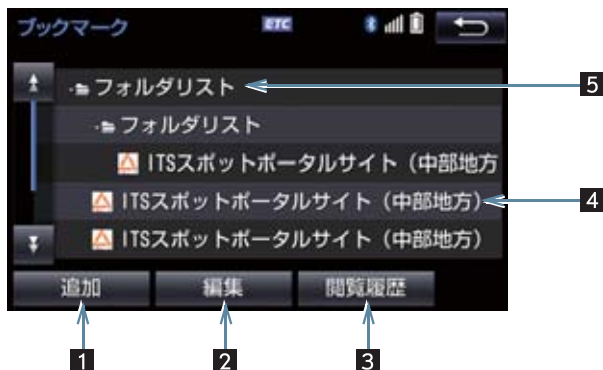 ブックマーク ETC
フォルダリスト 5
フォルダリスト
ITSスポットポータルサイト（中部地方
ITSスポットポータルサイト（中部地方） 4
ITSスポットポータルサイト（中部地方）
追加 編集 閲覧履歴
1 2 3